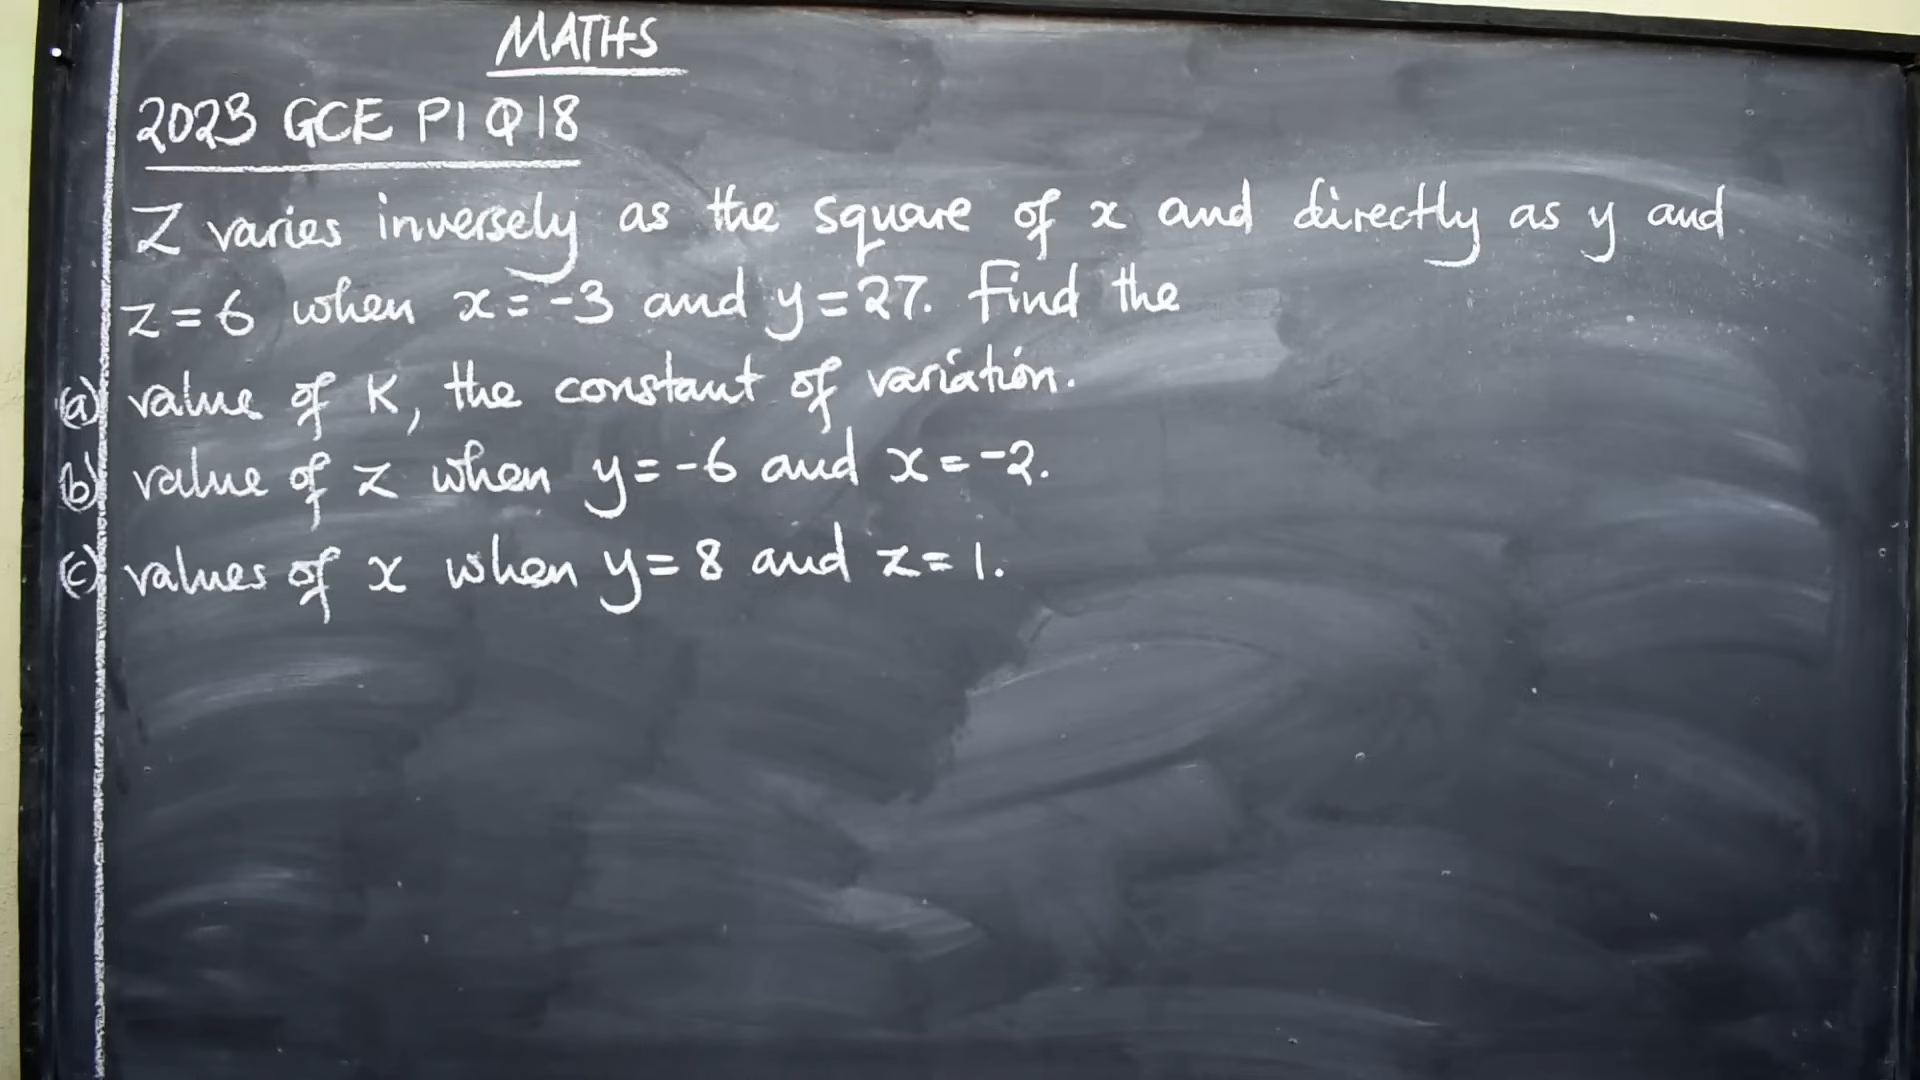 MATHS
2023 GCE P1 Q18
Z varies inversely as the square of x and directly as y and
z = 6 when x = -3 and y = 27. Find the
(a) value of K, the constant of variation.
(b) value of z when y = -6 and x = -2.
(c) values of x when y = 8 and z = 1.